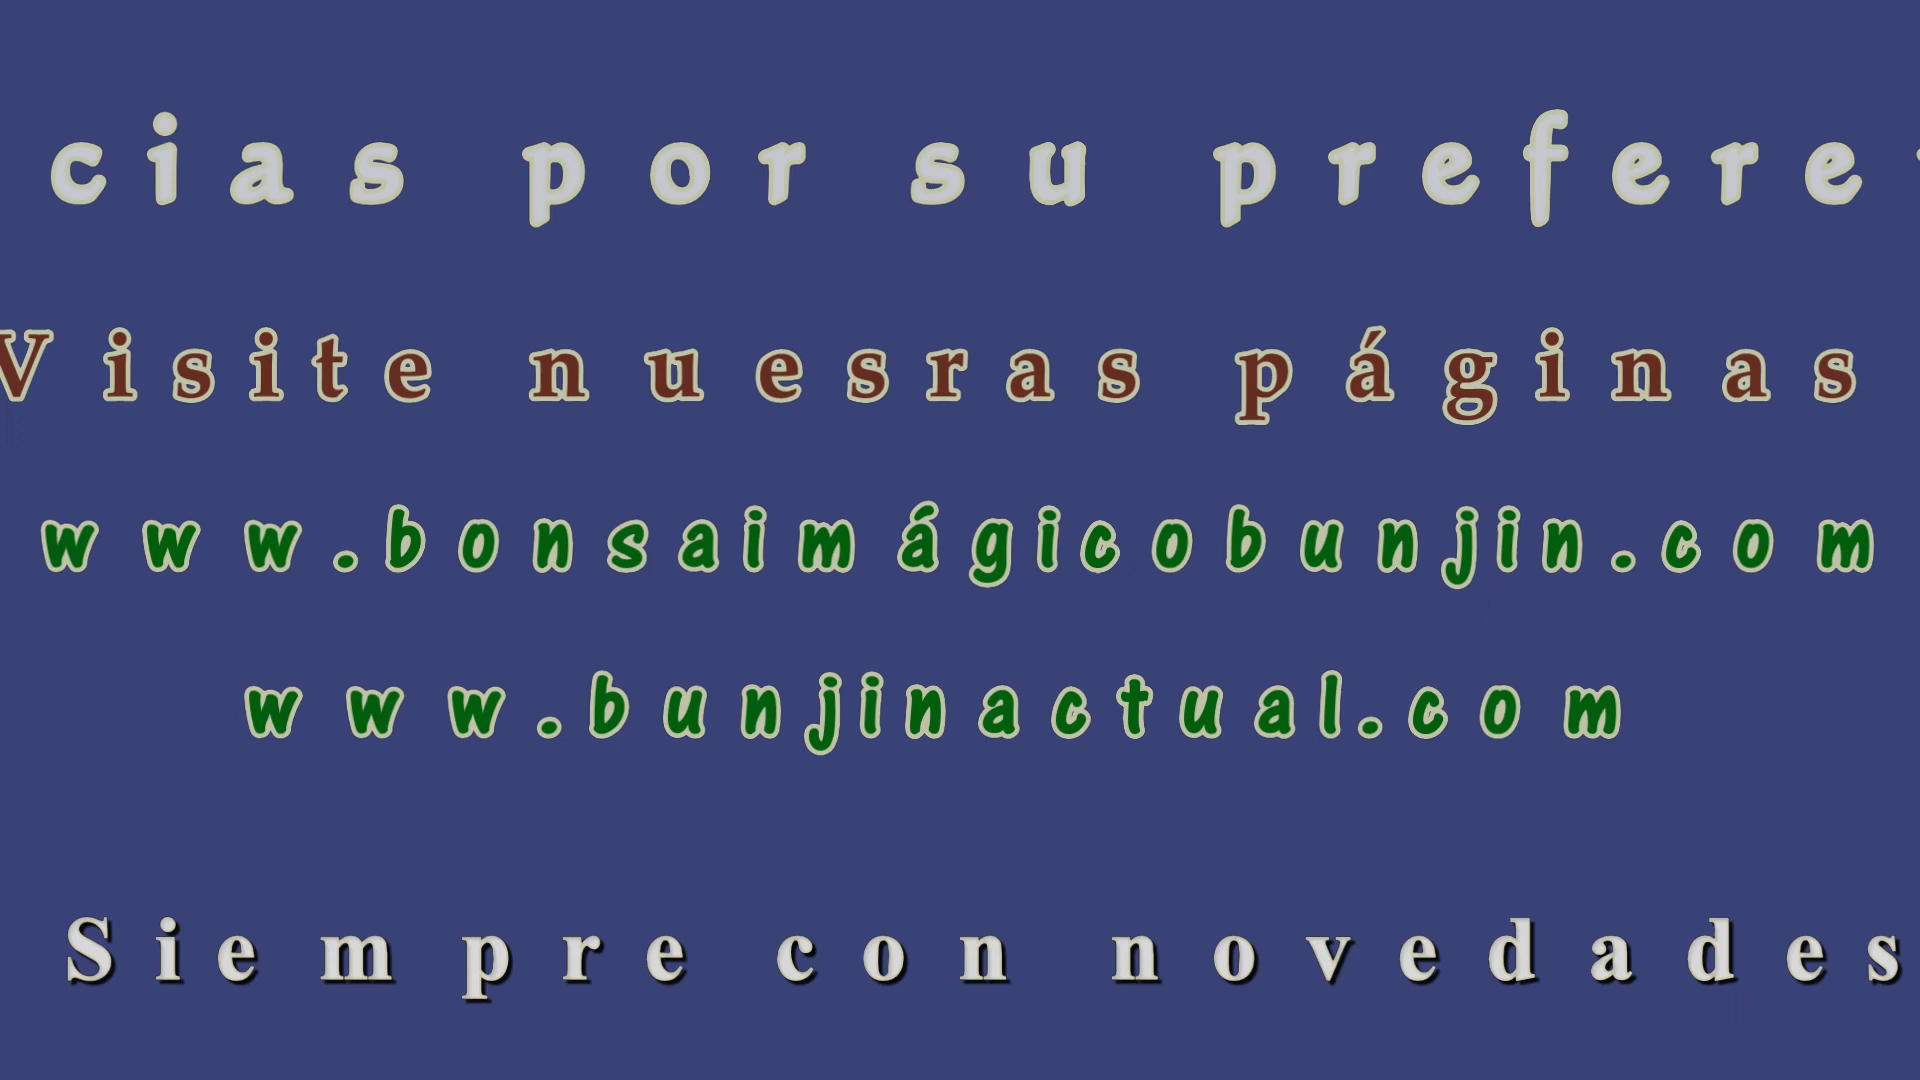 cias por su prefere
Visite nuesras páginas
www.bonsaimágicobunjin.com
www.bunjinactual.com
Siempre con novedades